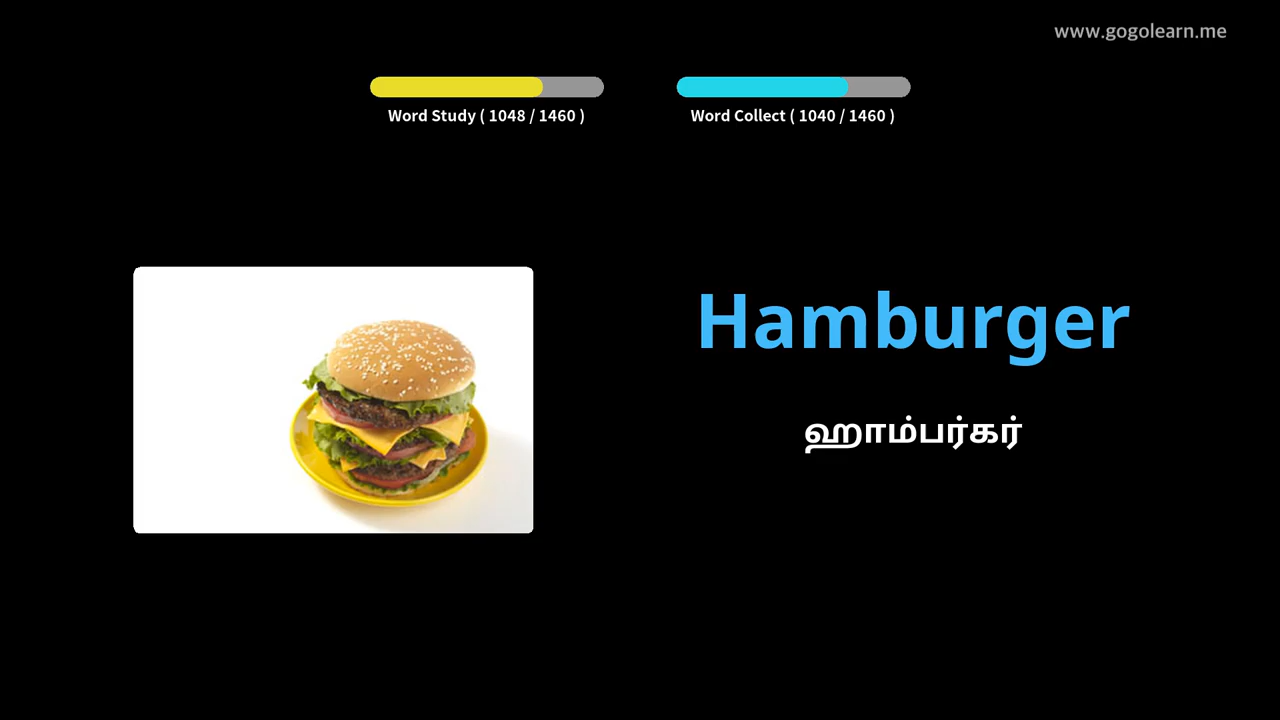 www.gogolearn.me
Word Study ( 1048 / 1460 )
Word Collect ( 1040 / 1460 )
Hamburger
ஹாம்பர்கர்